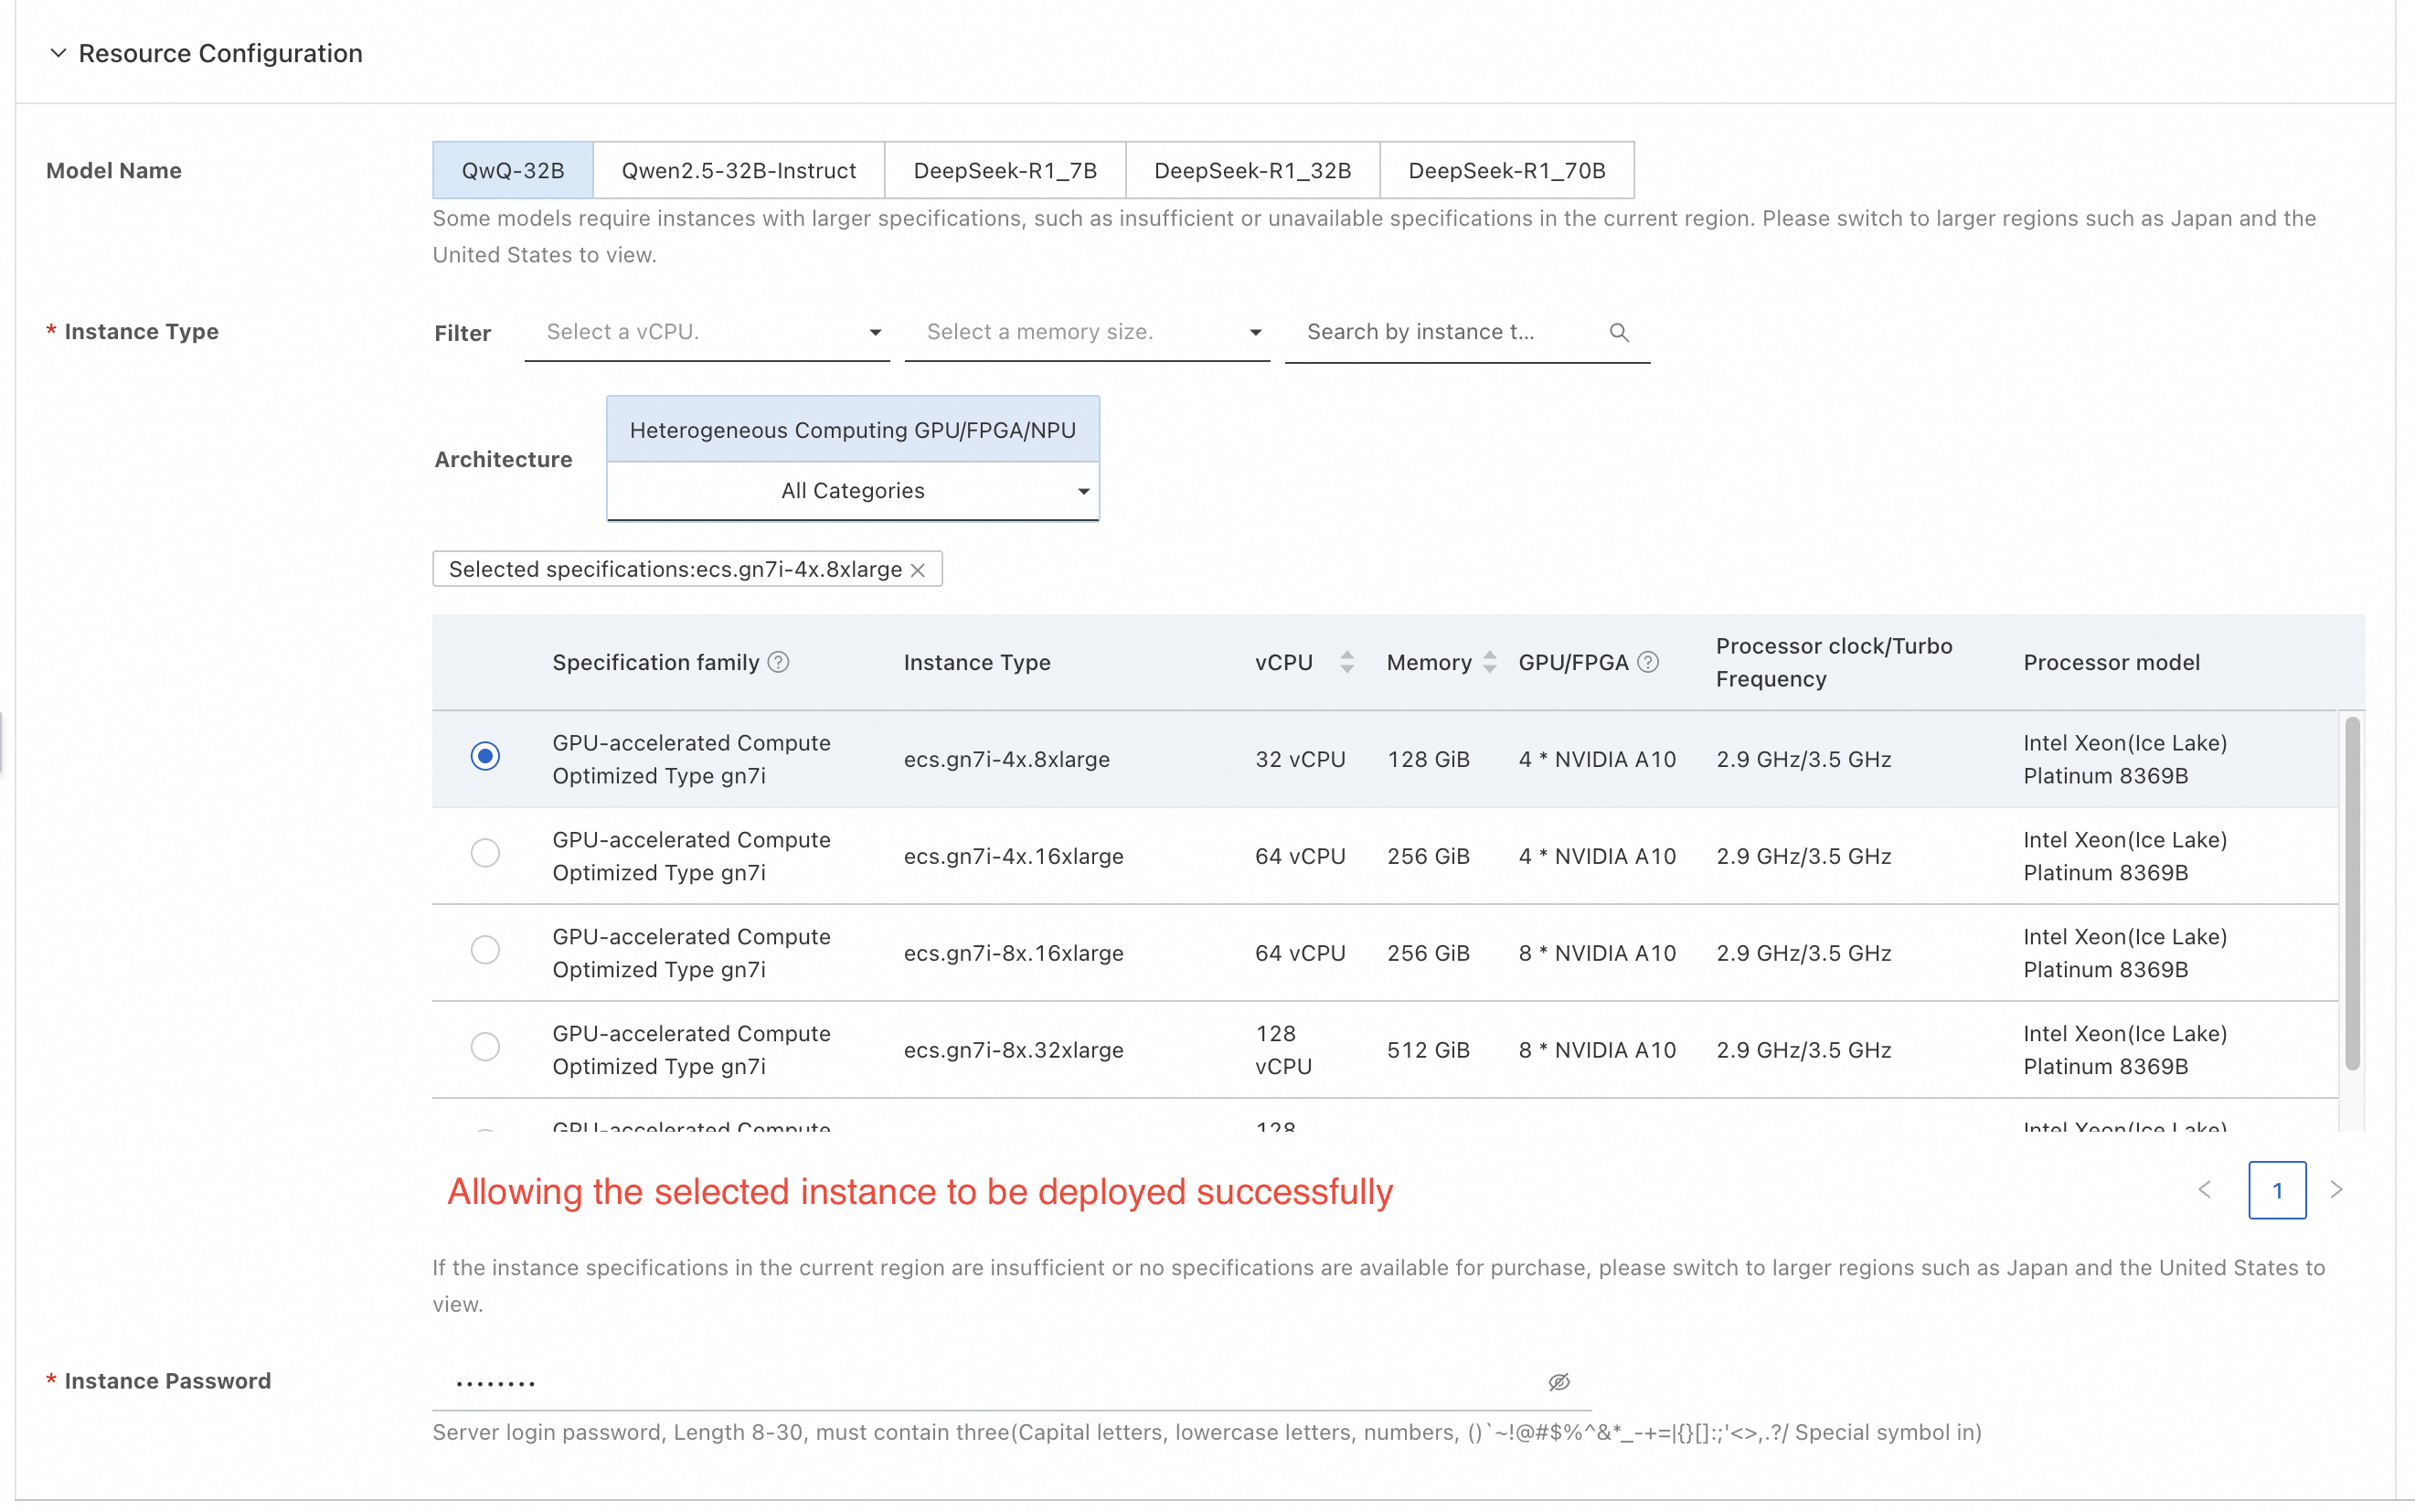 Resource Configuration
Model Name
QwQ-32B
Qwen2.5-32B-Instruct
DeepSeek-R1_7B
DeepSeek-R1_32B
DeepSeek-R1_70B
Some models require instances with larger specifications, such as insufficient or unavailable specifications in the current region. Please switch to larger regions such as Japan and the
United States to view.
* Instance Type
Filter
Select a vCPU.
Select a memory size.
Search by instance t...
Architecture
Heterogeneous Computing GPU/FPGA/NPU
All Categories
Selected specifications:ecs.gn7i-4x.8xlarge
Specification family
Instance Type
vCPU
Memory
GPU/FPGA
Processor clock/Turbo
Frequency
Processor model
GPU-accelerated Compute
Optimized Type gn7i
ecs.gn7i-4x.8xlarge
32 vCPU
128 GiB
4 * NVIDIA A10
2.9 GHz/3.5 GHz
Intel Xeon(Ice Lake)
Platinum 8369B
GPU-accelerated Compute
Optimized Type gn7i
ecs.gn7i-4x.16xlarge
64 vCPU
256 GiB
4 * NVIDIA A10
2.9 GHz/3.5 GHz
Intel Xeon(Ice Lake)
Platinum 8369B
GPU-accelerated Compute
Optimized Type gn7i
ecs.gn7i-8x.16xlarge
64 vCPU
256 GiB
8 * NVIDIA A10
2.9 GHz/3.5 GHz
Intel Xeon(Ice Lake)
Platinum 8369B
GPU-accelerated Compute
Optimized Type gn7i
ecs.gn7i-8x.32xlarge
128
vCPU
512 GiB
8 * NVIDIA A10
2.9 GHz/3.5 GHz
Intel Xeon(Ice Lake)
Platinum 8369B
GPU-accelerated Compute
128
Intel Xeon(Ice Lake)
Allowing the selected instance to be deployed successfully
1
If the instance specifications in the current region are insufficient or no specifications are available for purchase, please switch to larger regions such as Japan and the United States to
view.
* Instance Password
••••••••
Server login password, Length 8-30, must contain three(Capital letters, lowercase letters, numbers, ()`~!@#$%^&*_-+=|{}[]:;'<>,.?/ Special symbol in)